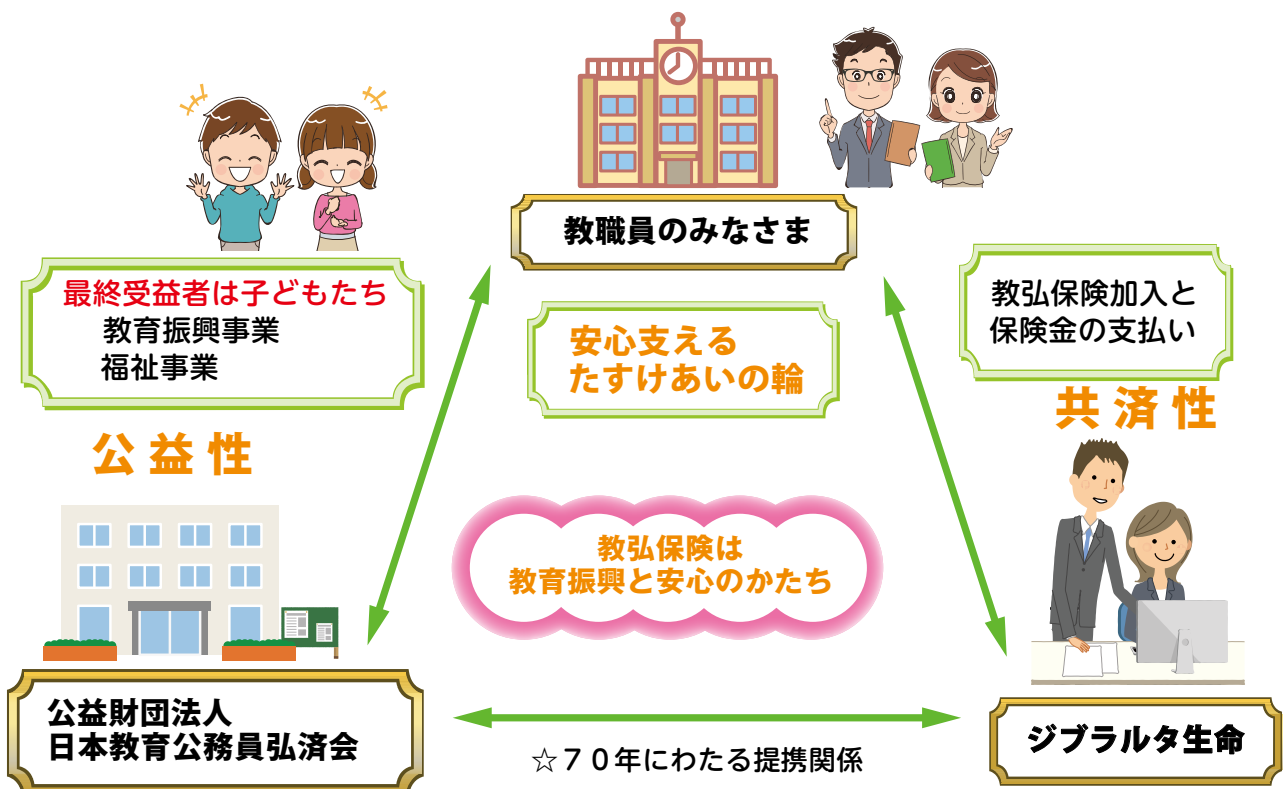 教職員のみなさま
最終受益者は子どもたち
教育振興事業
福祉事業
公益性
安心支える
たすけあいの輪
教弘保険加入と
保険金の支払い
共済性
教弘保険は
教育振興と安心のかたち
公益財団法人
日本教育公務員弘済会
☆７０年にわたる提携関係
ジブラルタ生命